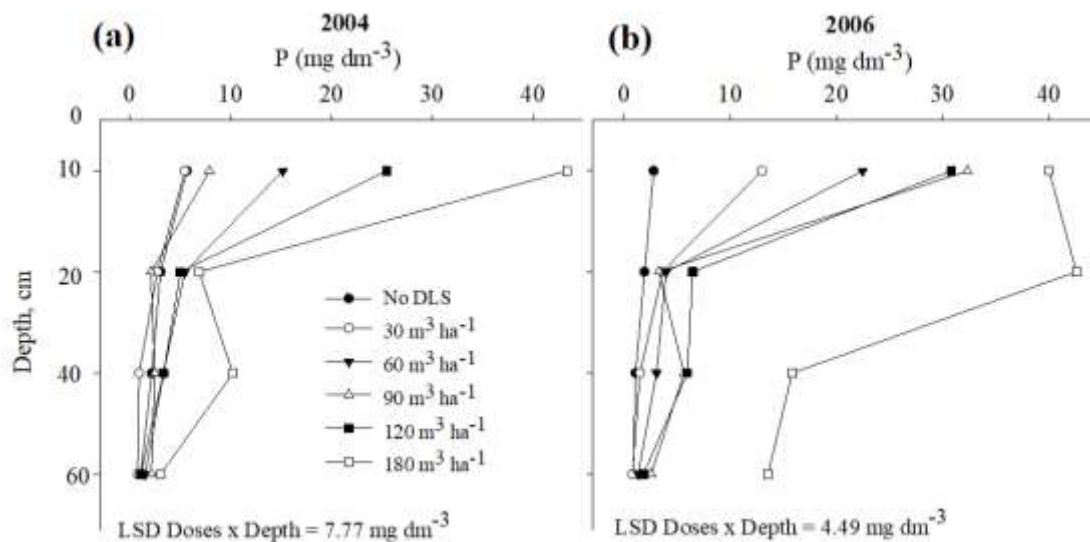 (a)
2004
P (mg dm⁻³)
0 10 20 30 40
0
10
20
40
60
Depth, cm
No DLS
30 m³ ha⁻¹
60 m³ ha⁻¹
90 m³ ha⁻¹
120 m³ ha⁻¹
180 m³ ha⁻¹
LSD Doses x Depth = 7.77 mg dm⁻³
(b)
2006
P (mg dm⁻³)
0 10 20 30 40
LSD Doses x Depth = 4.49 mg dm⁻³